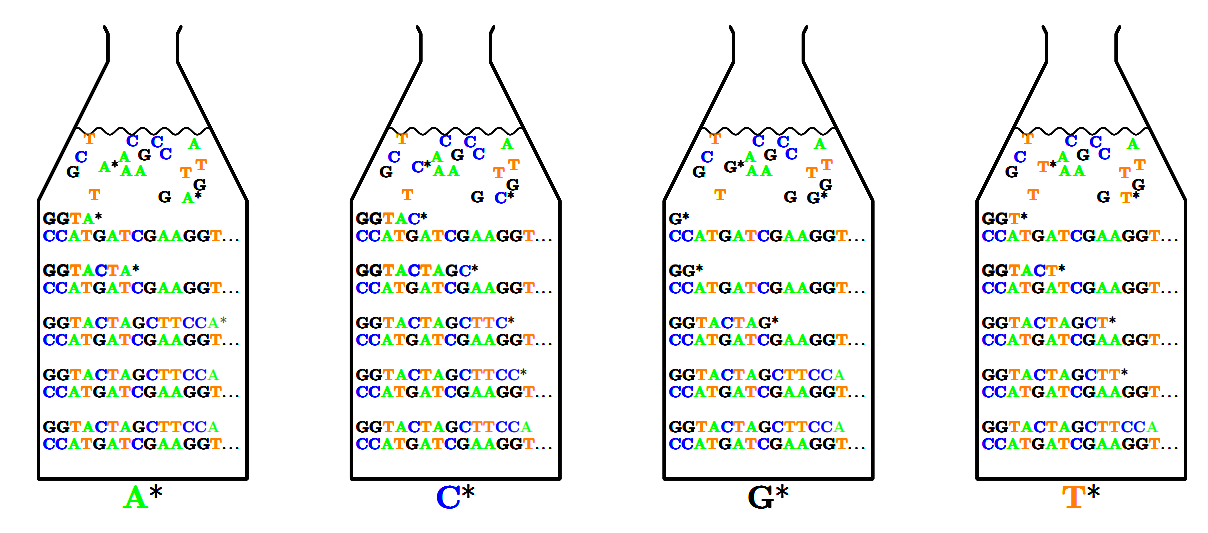 T C C A
C A G C
A* T
G A A T
G
T G A*
GGTA*
CCATGATCGAAGGT...
GGTACTA*
CCATGATCGAAGGT...
GGTACTAGCTTCCA*
CCATGATCGAAGGT...
GGTACTAGCTTCCA
CCATGATCGAAGGT...
GGTACTAGCTTCCA
CCATGATCGAAGGT...
A*
T C C A
C A G C
C* T
G A A T
G
T G C*
GGTAC*
CCATGATCGAAGGT...
GGTACTAGC*
CCATGATCGAAGGT...
GGTACTAGCTTC*
CCATGATCGAAGGT...
GGTACTAGCTTCC*
CCATGATCGAAGGT...
GGTACTAGCTTCCA
CCATGATCGAAGGT...
C*
T C C A
C A G C
G* T
G A A T
G
T G G*
G*
CCATGATCGAAGGT...
GG*
CCATGATCGAAGGT...
GGTACTAG*
CCATGATCGAAGGT...
GGTACTAGCTTCCA
CCATGATCGAAGGT...
GGTACTAGCTTCCA
CCATGATCGAAGGT...
G*
T C C A
C A G C
T* T
G A A T
G
T G T*
GGT*
CCATGATCGAAGGT...
GGTACT*
CCATGATCGAAGGT...
GGTACTAGCT*
CCATGATCGAAGGT...
GGTACTAGCTT*
CCATGATCGAAGGT...
GGTACTAGCTTCCA
CCATGATCGAAGGT...
T*